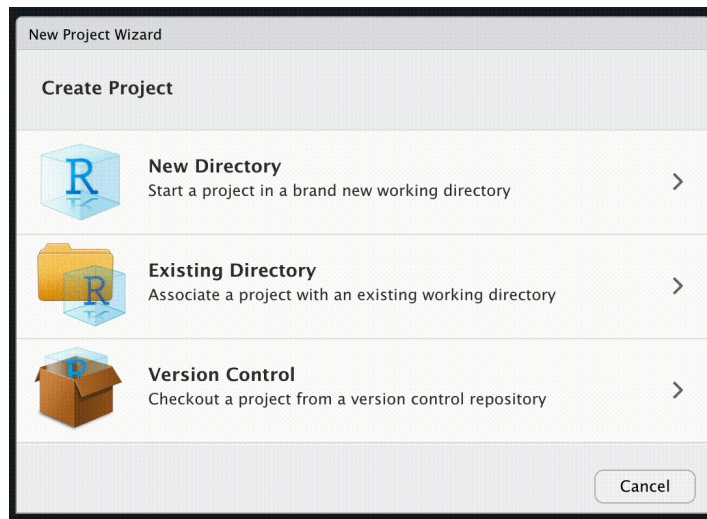 New Project Wizard
Create Project
R
New Directory
Start a project in a brand new working directory
R
Existing Directory
Associate a project with an existing working directory
R
Version Control
Checkout a project from a version control repository
Cancel